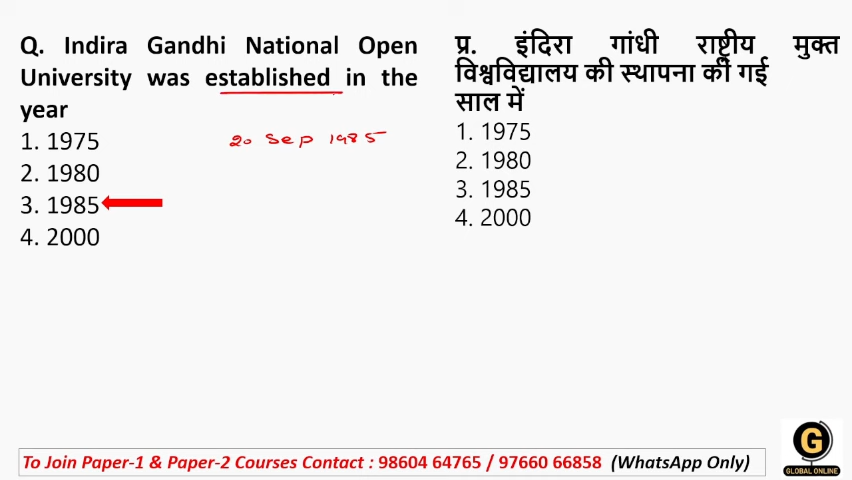 Q. Indira Gandhi National Open
University was established in the
year
1. 1975
20 Sep 1985
2. 1980
3. 1985
4. 2000
प्र. इंदिरा गांधी राष्ट्रीय मुक्त
विश्वविद्यालय की स्थापना की गई
साल में
1. 1975
2. 1980
3. 1985
4. 2000
G
GLOBAL ONLINE
To Join Paper-1 & Paper-2 Courses Contact : 98604 64765 / 97660 66858 (WhatsApp Only)